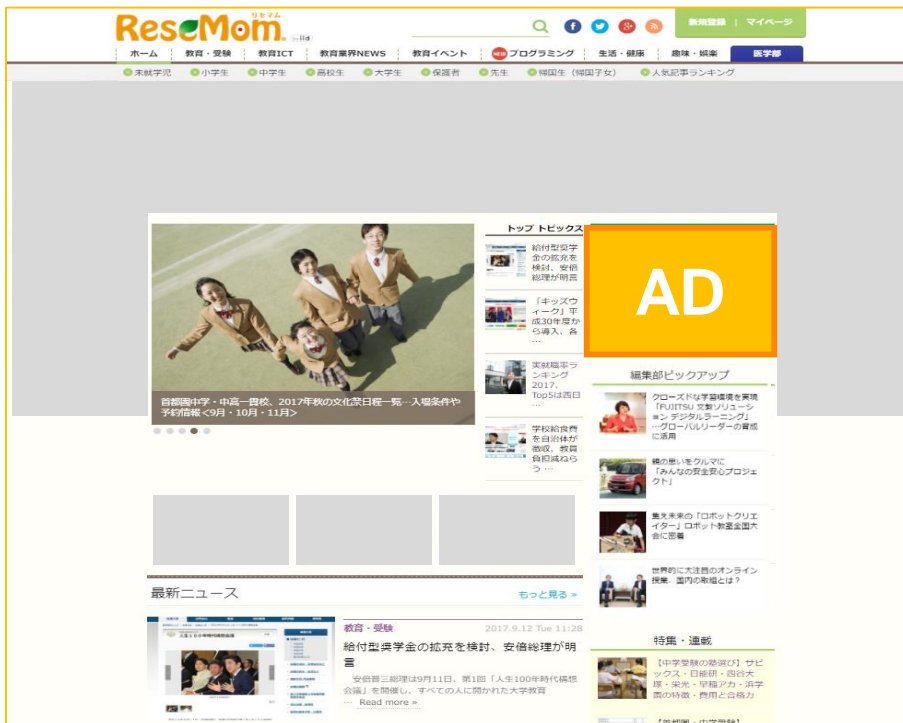 リセマム
ReseMom.
新規登録 | マイページ
ホーム
教育・受験
教育ICT
教育業界NEWS
教育イベント
NEW プログラミング
生活・健康
趣味・娯楽
医学部
未就学児
小学生
中学生
高校生
大学生
保護者
先生
帰国生（帰国子女）
人気記事ランキング
首都圏中学・中高一貫校、2017年秋の文化祭日程一覧…入場条件や
予約情報<9月・10月・11月>
トップ トピックス
給付型奨学
金の拡充を
検討、安倍
総理が明言
「キッズウ
ィーク」平
成30年度か
ら導入、各
…
実就職率ラ
ンキング
2017、
Top5は西日
…
学校給食費
を自治体が
徴収、教員
負担減ねら
う …
AD
編集部ピックアップ
クローズドな学習環境を実現
「FUJITSU 文教ソリューシ
ョン デジタルラーニング」
…グローバルリーダーの育成
に活用
親の思いをクルマに
「みんなの安全安心プロジェ
クト」
集え未来の「ロボットクリエ
イター」ロボット教室全国大
会に密着
世界的に大注目のオンライン
授業、国内の取組とは？
最新ニュース
もっと見る »
教育・受験
2017.9.12 Tue 11:28
給付型奨学金の拡充を検討、安倍総理が明
言
安倍晋三総理は9月11日、第1回「人生100年時代構想
会議」を開催し、すべての人に開かれた大学教育
… Read more »
特集・連載
【中学受験の塾選び】サピ
ックス・日能研・四谷大
塚・栄光・早稲アカ・浜学
園の特徴・費用と合格力
【首都圏・中学受験】